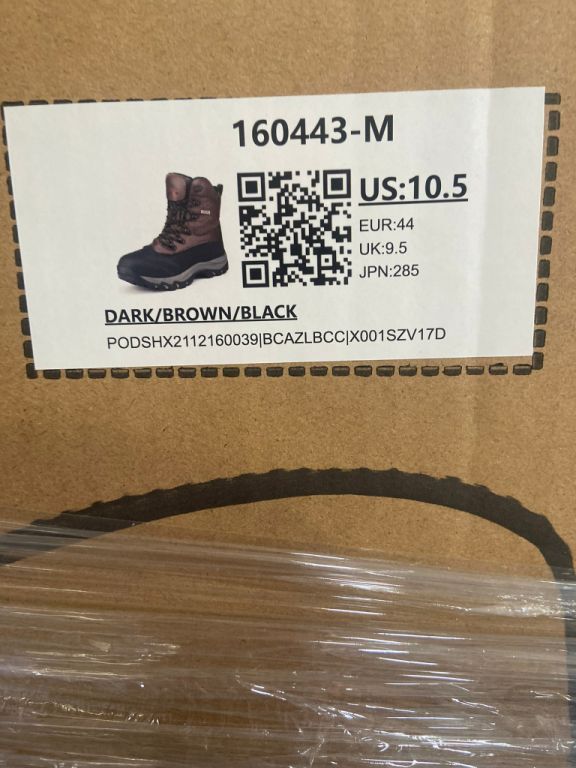 160443-M
US:10.5
EUR:44
UK:9.5
JPN:285
DARK/BROWN/BLACK
PODSHX2112160039|BCAZLBCC|X001SZV17D